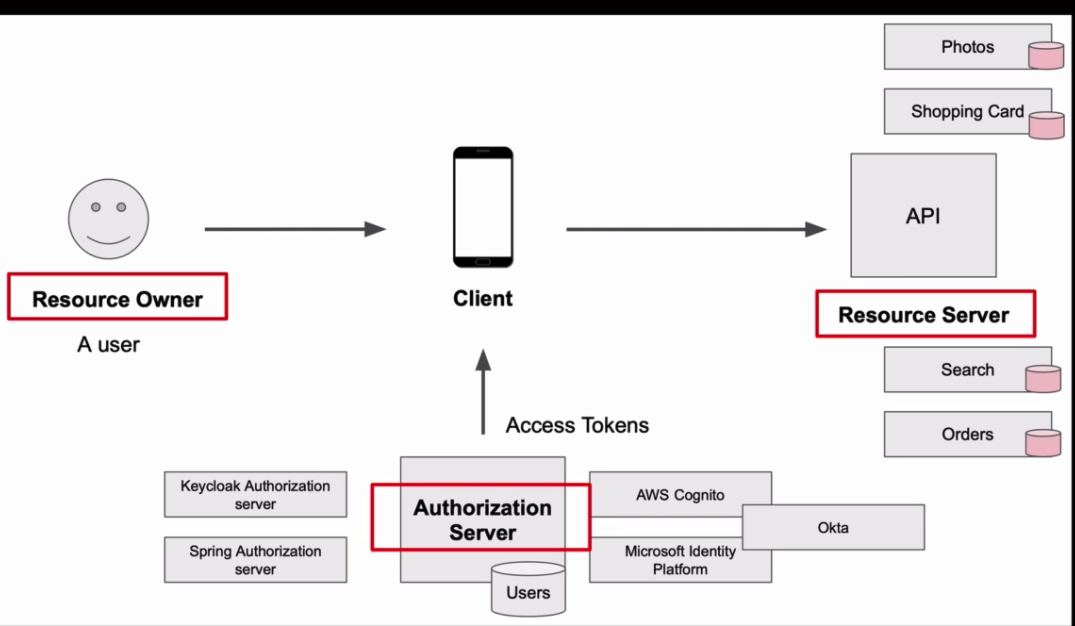 Photos
Shopping Card
API
Resource Owner
Client
Resource Server
A user
Search
Access Tokens
Orders
Keycloak Authorization
server
Authorization
Server
AWS Cognito
Okta
Spring Authorization
server
Microsoft Identity
Platform
Users